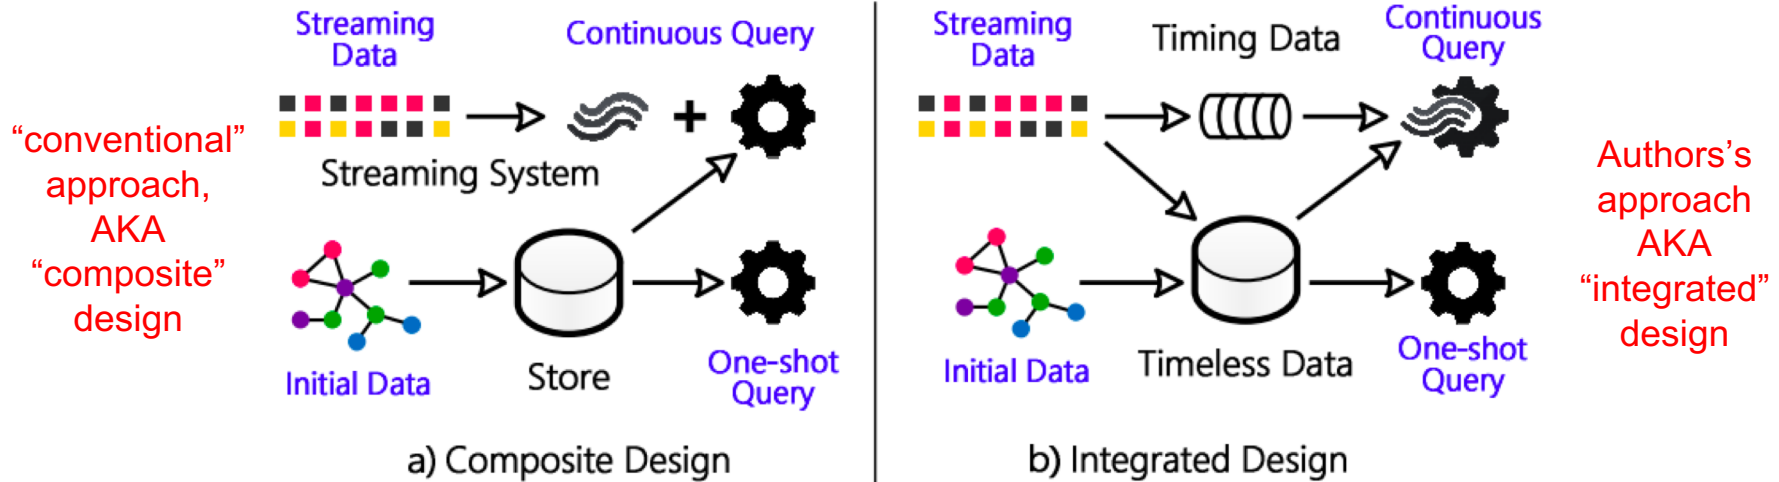 “conventional”
approach,
AKA
“composite”
design
Streaming
Data
Continuous Query
+
Streaming System
Initial Data
Store
One-shot
Query
a) Composite Design
Streaming
Data
Timing Data
Continuous
Query
Initial Data
Timeless Data
One-shot
Query
b) Integrated Design
Authors’s
approach
AKA
“integrated”
design